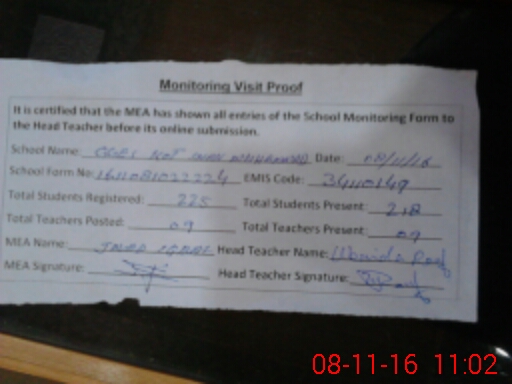 Monitoring Visit Proof
It is certified that the MEA has shown all entries of the School Monitoring Form to
the Head Teacher before its online submission.
School Name: Date: 08/11/16
School Form No: EMIS Code: 34110149
Total Students Registered: 225 Total Students Present: 218
Total Teachers Posted: 09 Total Teachers Present: 09
MEA Name: Head Teacher Name:
MEA Signature: Head Teacher Signature:
08-11-16 11:02